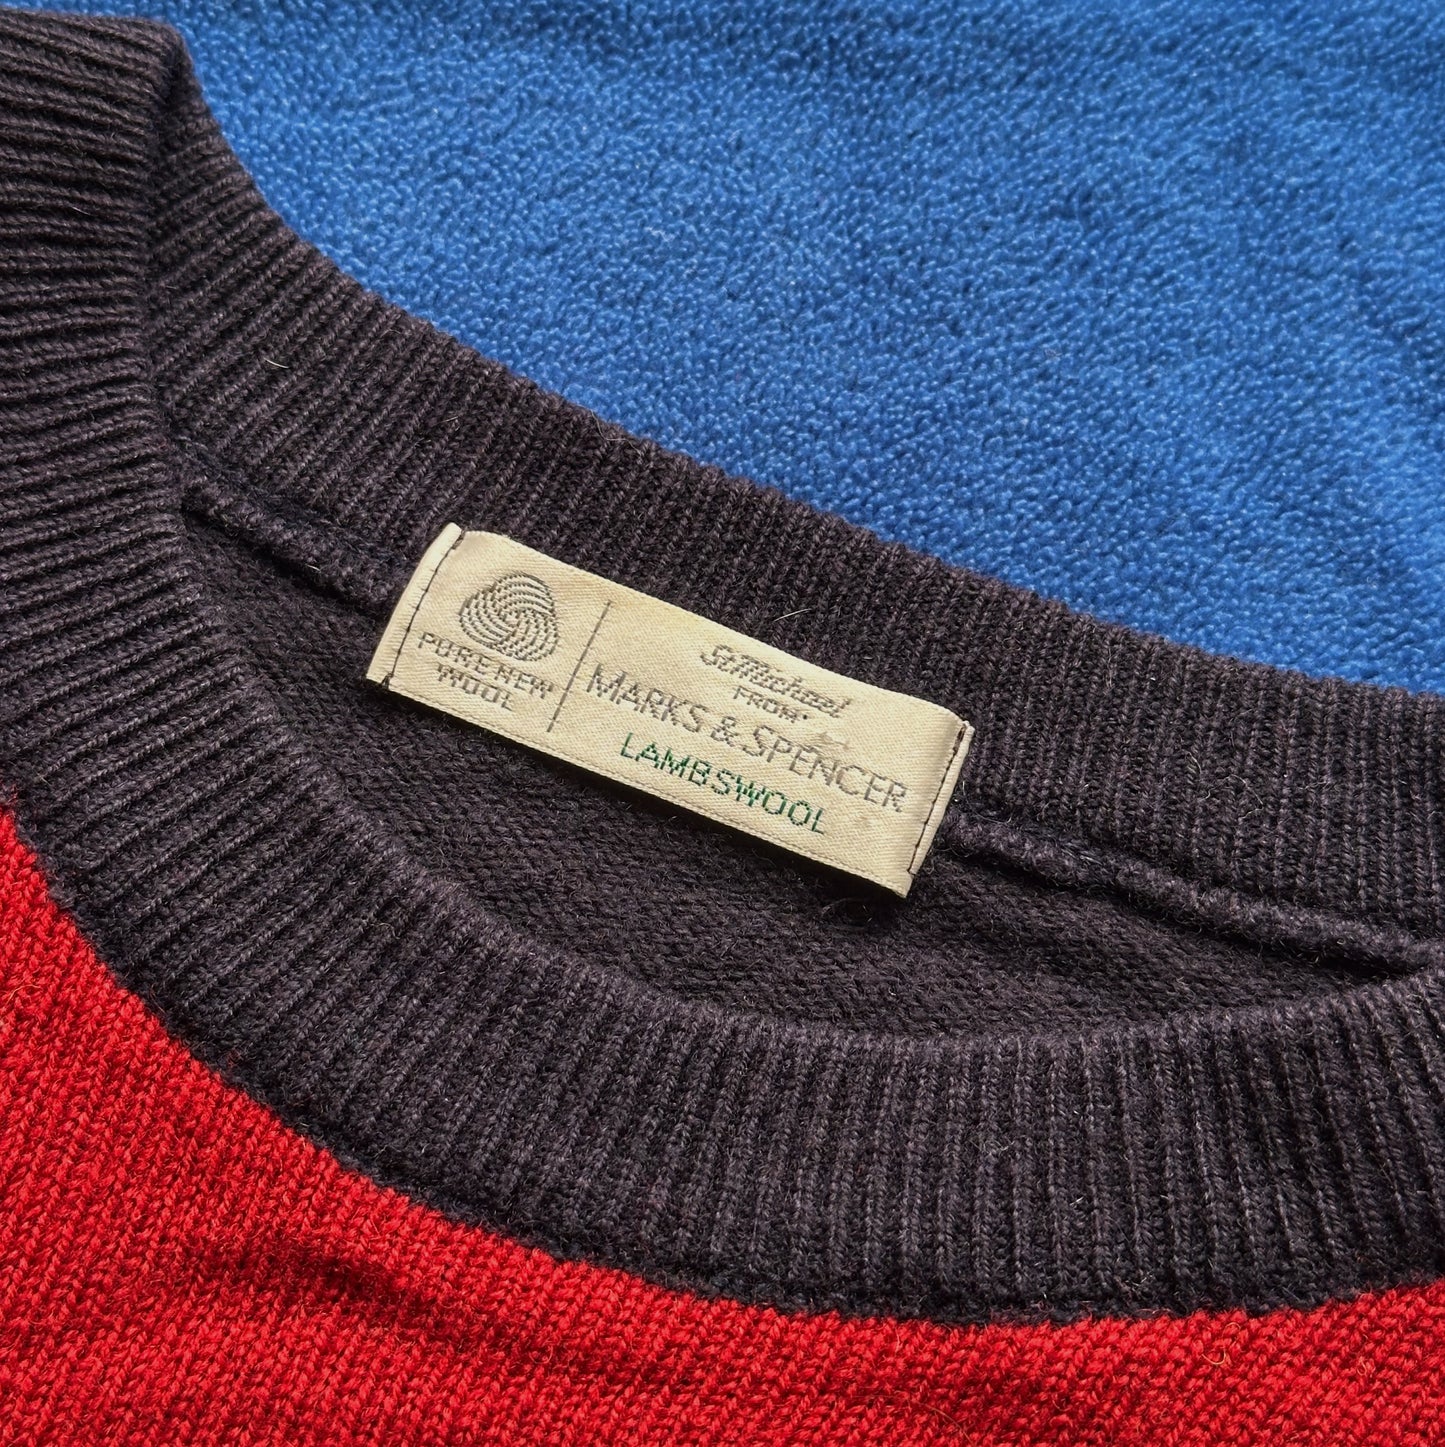 PURE NEW
WOOL
St Michael
FROM
MARKS & SPENCER
LAMBSWOOL